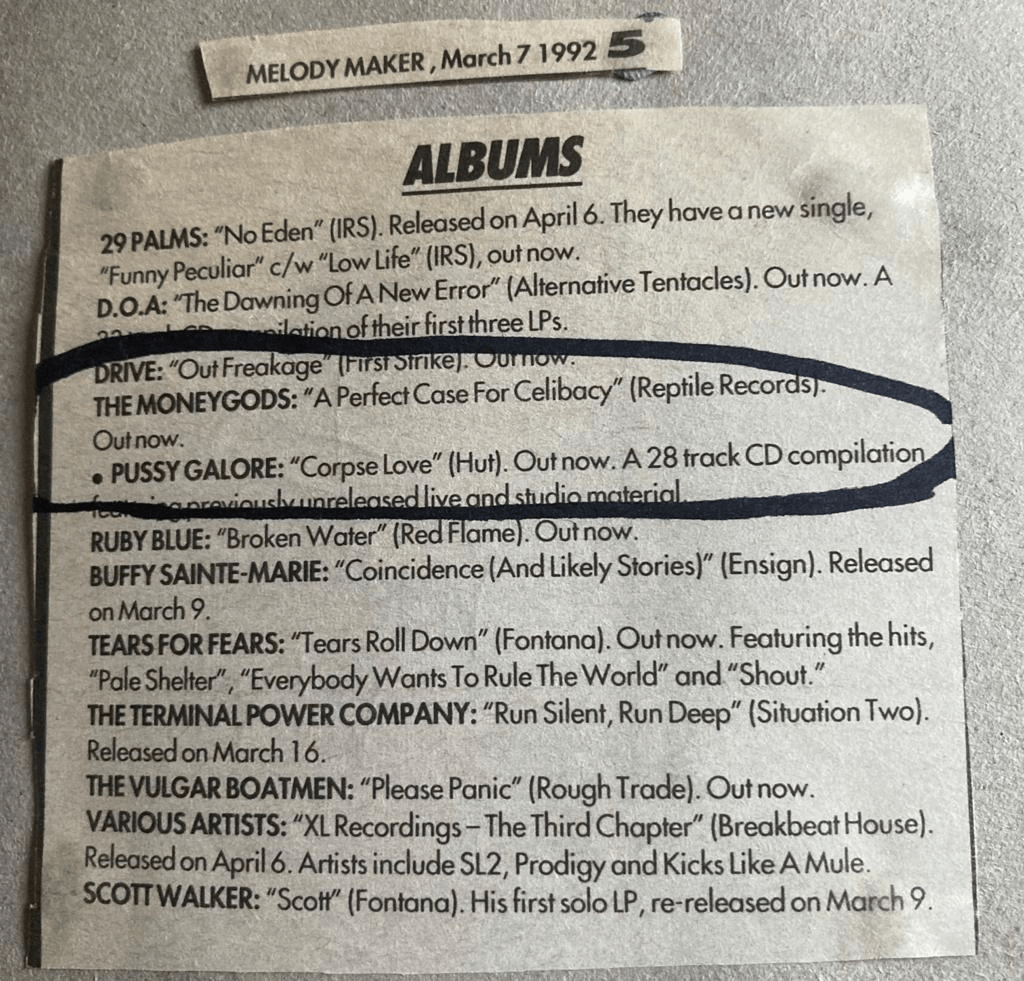 MELODY MAKER, March 7 1992 5
ALBUMS
29 PALMS: “No Eden” (IRS). Released on April 6. They have a new single,
“Funny Peculiar” c/w “Low Life” (IRS), out now.
D.O.A: “The Dawning Of A New Error” (Alternative Tentacles). Out now. A
of their first three LPs.
DRIVE: “Out Freakage” (First Strike). Out now.
THE MONEYGODS: “A Perfect Case For Celibacy” (Reptile Records).
Out now.
• PUSSY GALORE: “Corpse Love” (Hut). Out now. A 28 track CD compilation
previously unreleased live and studio material.
RUBY BLUE: “Broken Water” (Red Flame). Out now.
BUFFY SAINTE-MARIE: “Coincidence (And Likely Stories)” (Ensign). Released
on March 9.
TEARS FOR FEARS: “Tears Roll Down” (Fontana). Out now. Featuring the hits,
“Pale Shelter”, “Everybody Wants To Rule The World” and “Shout.”
THE TERMINAL POWER COMPANY: “Run Silent, Run Deep” (Situation Two).
Released on March 16.
THE VULGAR BOATMEN: “Please Panic” (Rough Trade). Out now.
VARIOUS ARTISTS: “XL Recordings – The Third Chapter” (Breakbeat House).
Released on April 6. Artists include SL2, Prodigy and Kicks Like A Mule.
SCOTT WALKER: “Scott” (Fontana). His first solo LP, re-released on March 9.